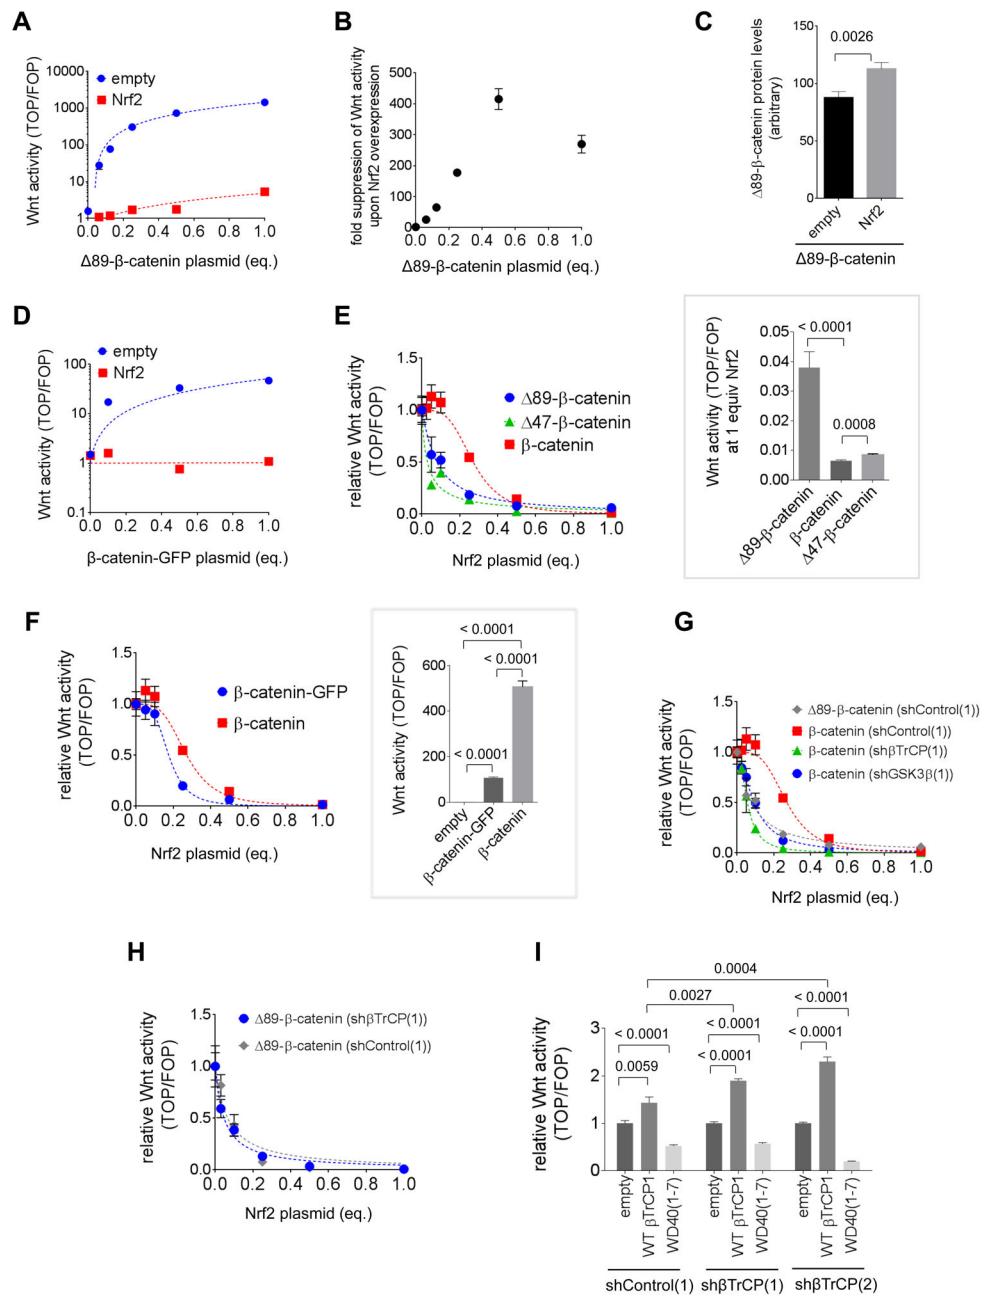 A
Wnt activity (TOP/FOP)
10000
1000
100
10
1
empty
Nrf2
0.0 0.2 0.4 0.6 0.8 1.0
Δ89-β-catenin plasmid (eq.)
B
fold suppression of Wnt activity
upon Nrf2 overexpression
500
400
300
200
100
0
0.0 0.2 0.4 0.6 0.8 1.0
Δ89-β-catenin plasmid (eq.)
C
Δ89-β-catenin protein levels
(arbitrary)
150
100
50
0
0.0026
empty Nrf2
Δ89-β-catenin
D
Wnt activity (TOP/FOP)
100
10
1
0.1
empty
Nrf2
0.0 0.2 0.4 0.6 0.8 1.0
β-catenin-GFP plasmid (eq.)
E
relative Wnt activity
(TOP/FOP)
1.5
1.0
0.5
0.0
Δ89-β-catenin
Δ47-β-catenin
β-catenin
0.0 0.2 0.4 0.6 0.8 1.0
Nrf2 plasmid (eq.)
Wnt activity (TOP/FOP)
at 1 equiv Nrf2
0.05
0.04
0.03
0.02
0.01
0.00
< 0.0001
0.0008
Δ89-β-catenin
β-catenin
Δ47-β-catenin
F
relative Wnt activity
(TOP/FOP)
1.5
1.0
0.5
0.0
β-catenin-GFP
β-catenin
0.0 0.2 0.4 0.6 0.8 1.0
Nrf2 plasmid (eq.)
Wnt activity (TOP/FOP)
600
400
200
0
< 0.0001
< 0.0001
< 0.0001
empty
β-catenin-GFP
β-catenin
G
relative Wnt activity
(TOP/FOP)
1.5
1.0
0.5
0.0
Δ89-β-catenin (shControl(1))
β-catenin (shControl(1))
β-catenin (shβTrCP(1))
β-catenin (shGSK3β(1))
0.0 0.2 0.4 0.6 0.8 1.0
Nrf2 plasmid (eq.)
H
relative Wnt activity
(TOP/FOP)
1.5
1.0
0.5
0.0
Δ89-β-catenin (shβTrCP(1))
Δ89-β-catenin (shControl(1))
0.0 0.2 0.4 0.6 0.8 1.0
Nrf2 plasmid (eq.)
I
relative Wnt activity
(TOP/FOP)
3
2
1
0
0.0004
0.0027
< 0.0001
< 0.0001
< 0.0001
0.0059
< 0.0001
< 0.0001
empty
WT βTrCP1
WD40(1-7)
empty
WT βTrCP1
WD40(1-7)
empty
WT βTrCP1
WD40(1-7)
shControl(1) shβTrCP(1) shβTrCP(2)